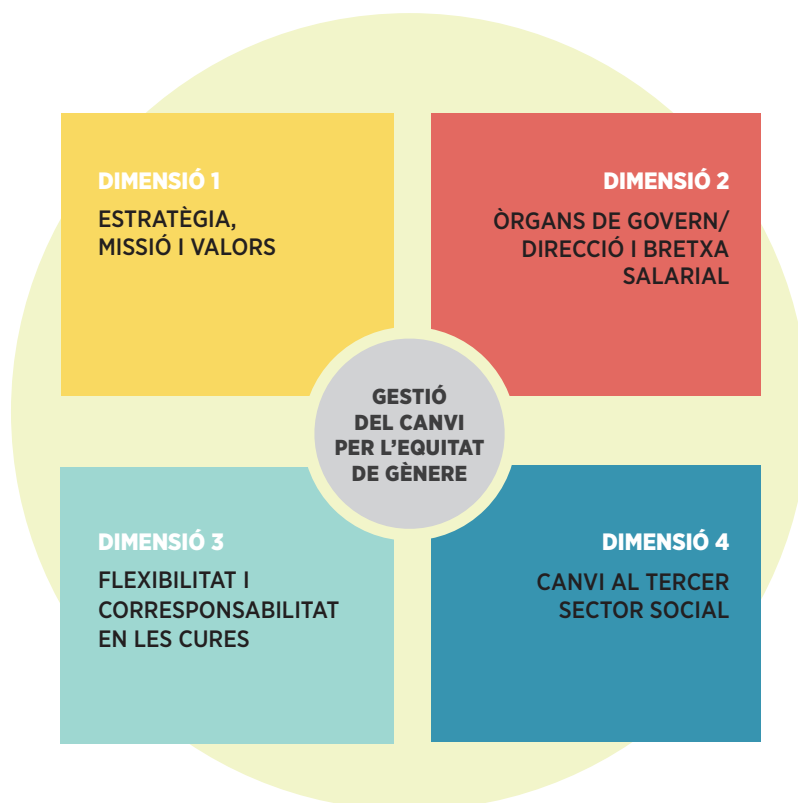 DIMENSIÓ 1
ESTRATÈGIA,
MISSIÓ I VALORS
DIMENSIÓ 2
ÒRGANS DE GOVERN/
DIRECCIÓ I BRETXA
SALARIAL
GESTIÓ
DEL CANVI
PER L’EQUITAT
DE GÈNERE
DIMENSIÓ 3
FLEXIBILITAT I
CORRESPONSABILITAT
EN LES CURES
DIMENSIÓ 4
CANVI AL TERCER
SECTOR SOCIAL